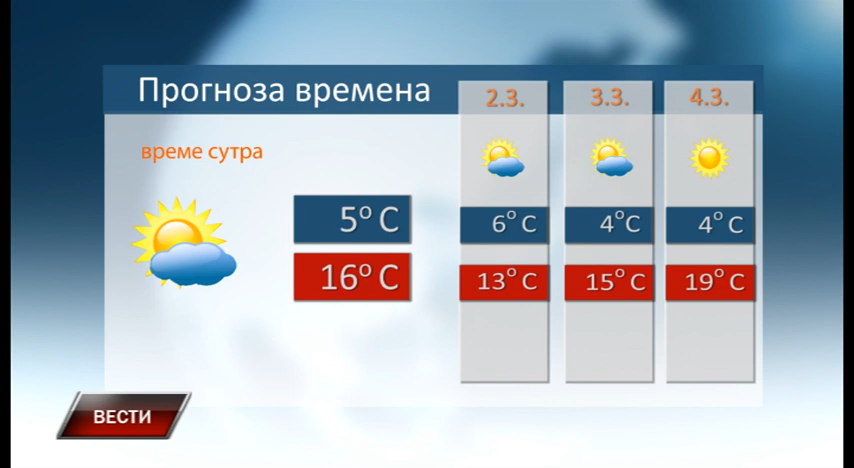 Прогноза времена
време сутра
5° C
16° C
2.3.
6° C
13° C
3.3.
4°C
15° C
4.3.
4° C
19° C
ВЕСТИ